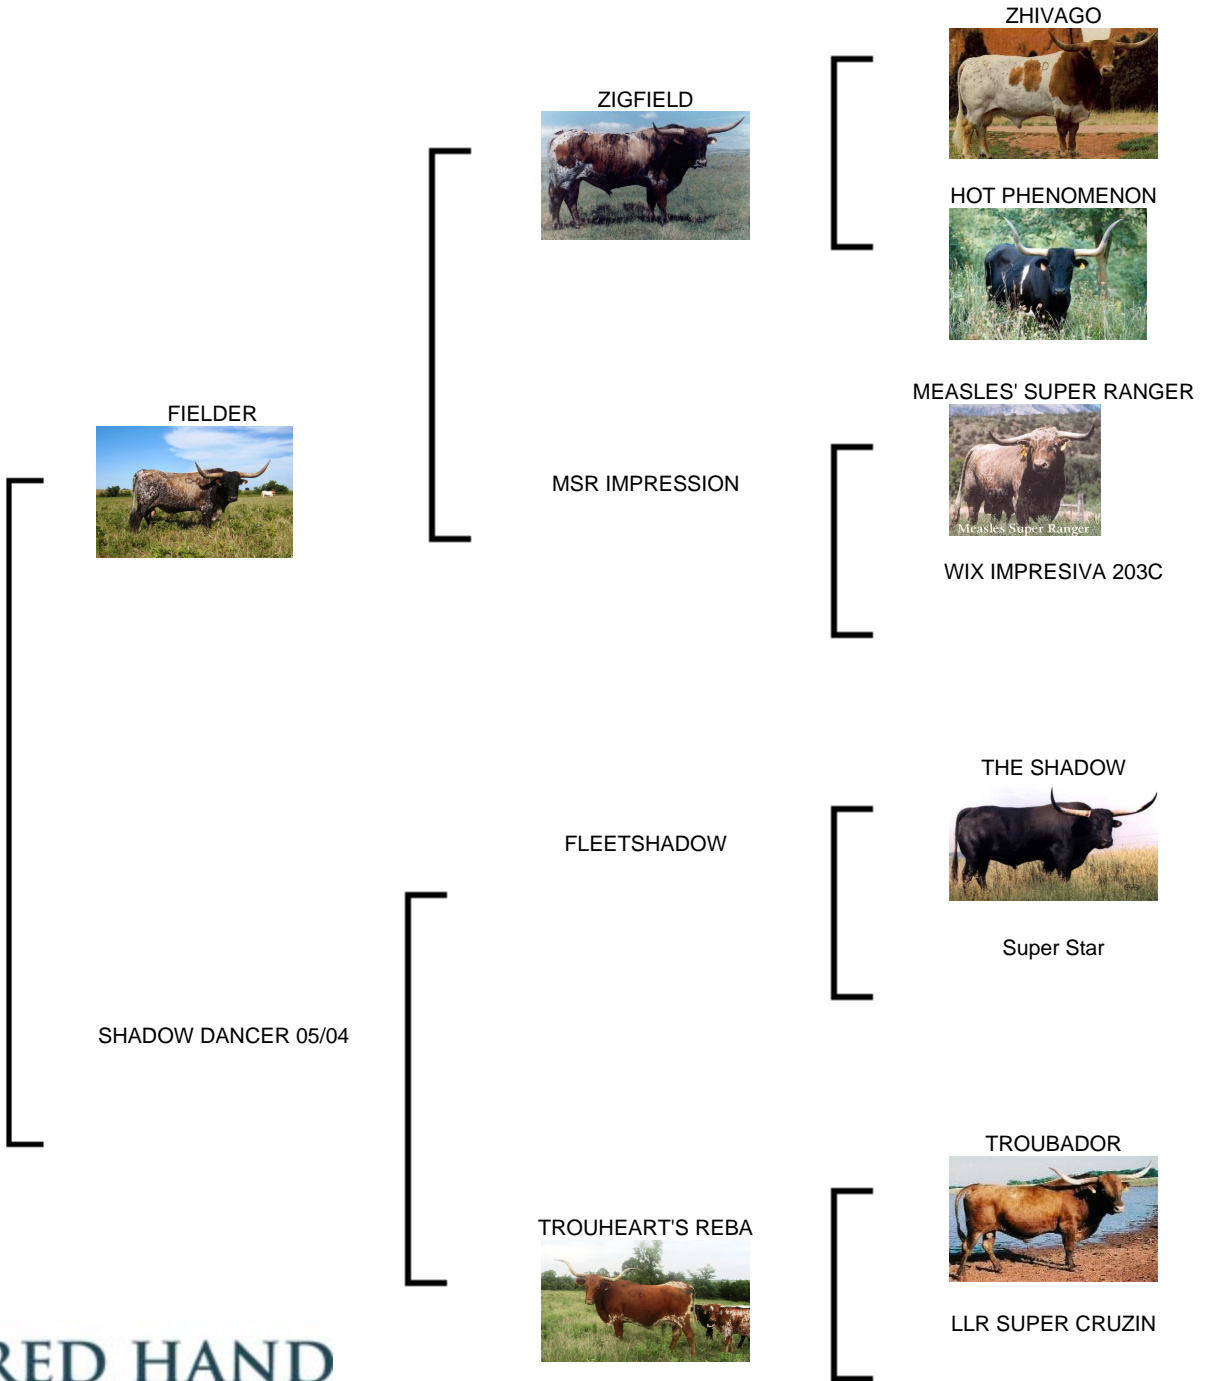 ZHIVAGO
ZIGFIELD
HOT PHENOMENON
MEASLES' SUPER RANGER
FIELDER
MSR IMPRESSION
Measles Super Ranger
WIX IMPRESIVA 203C
THE SHADOW
FLEETSHADOW
Super Star
SHADOW DANCER 05/04
TROUBADOR
TROUHEART'S REBA
LLR SUPER CRUZIN
RED HAND